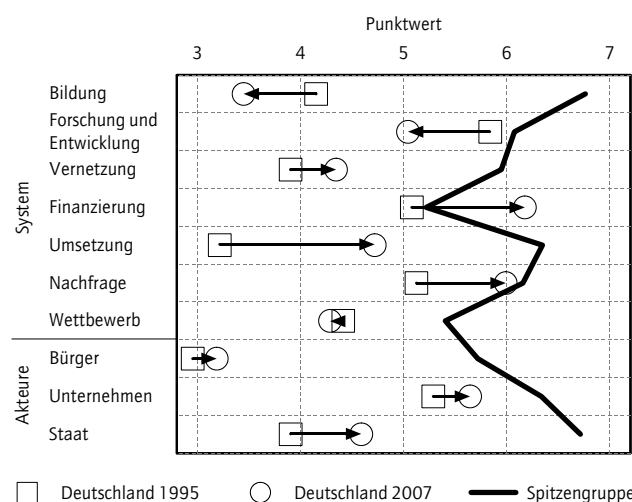 Punktwert
3 4 5 6 7
System
Bildung
Forschung und
Entwicklung
Vernetzung
Finanzierung
Umsetzung
Nachfrage
Wettbewerb
Akteure
Bürger
Unternehmen
Staat
Deutschland 1995 Deutschland 2007 Spitzengruppe